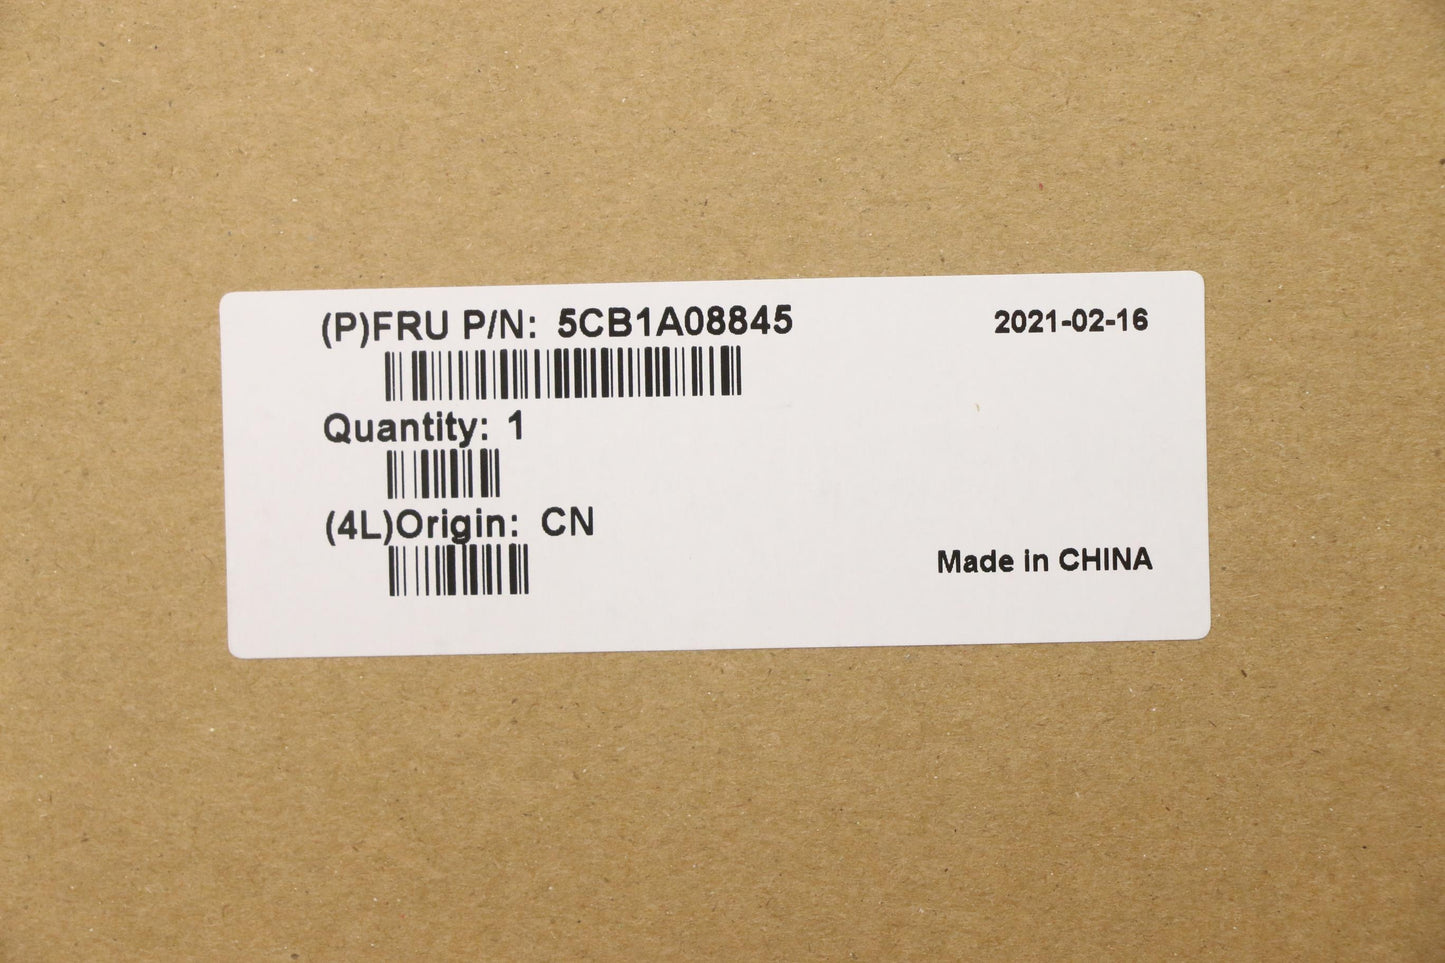 (P)FRU P/N: 5CB1A08845
2021-02-16
Quantity: 1
(4L)Origin: CN
Made in CHINA